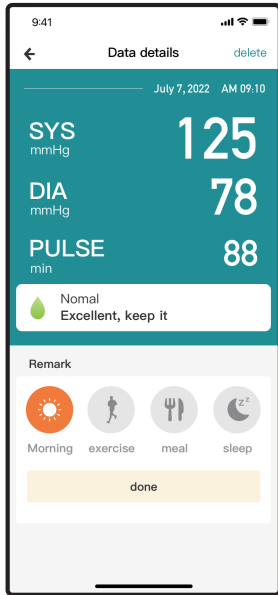 9:41
Data details delete
July 7, 2022 AM 09:10
SYS 125
mmHg
DIA 78
mmHg
PULSE 88
min
Nomal
Excellent, keep it
Remark
z z
Morning exercise meal sleep
done